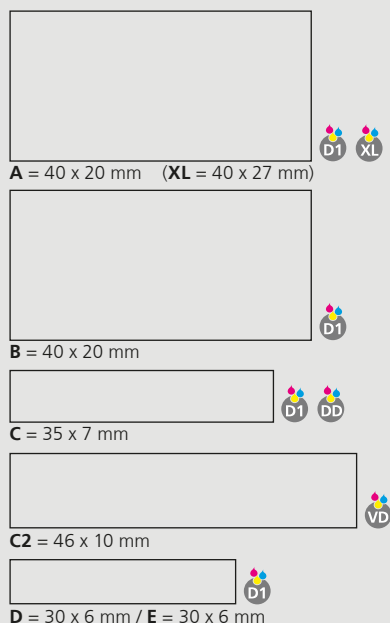 D1 XL
A = 40 x 20 mm (XL = 40 x 27 mm)
D1
B = 40 x 20 mm
D1 DD
C = 35 x 7 mm
VD
C2 = 46 x 10 mm
D1
D = 30 x 6 mm / E = 30 x 6 mm